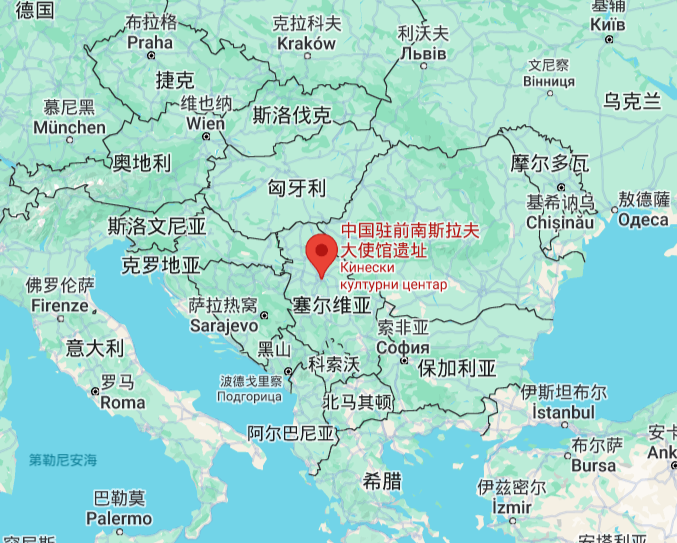 德国
布拉格
Praha
克拉科夫
Kraków
利沃夫
Львів
基辅
Київ
捷克
文尼察
Вінниця
慕尼黑
München
维也纳
Wien
斯洛伐克
乌克兰
奥地利
匈牙利
摩尔多瓦
基希讷乌
Chișinău
敖德薩
Одеса
斯洛文尼亚
克罗地亚
中国驻前南斯拉夫
大使馆遗址
Кинески
културни центар
佛罗伦萨
Firenze
萨拉热窝
Sarajevo
塞尔维亚
索非亚
София
意大利
黑山
科索沃
保加利亚
波德戈里察
Подгорица
罗马
Roma
北马其顿
伊斯坦布尔
İstanbul
阿尔巴尼亚
布尔萨
Bursa
安卡
Ank
第勒尼安海
希腊
伊兹密尔
İzmir
巴勒莫
Palermo
安塔利亚